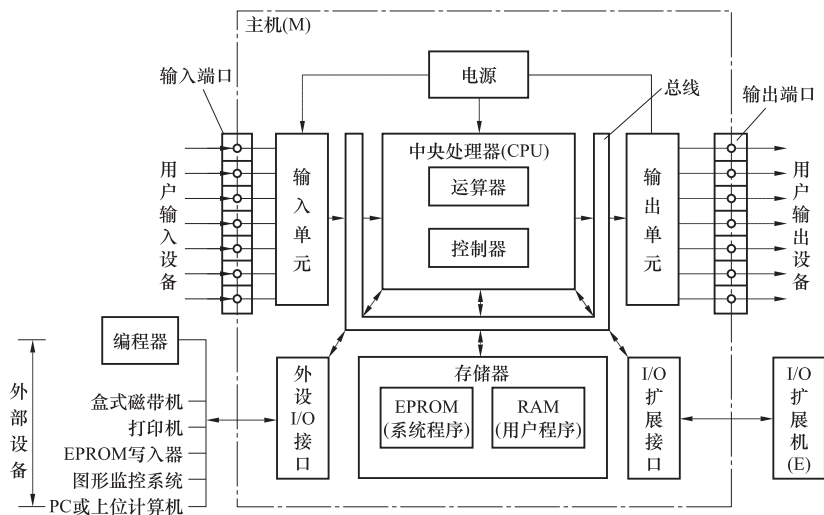 主机(M)
电源
输入端口
总线
输出端口
用户输入设备
输入单元
中央处理器(CPU)
运算器
控制器
输出单元
用户输出设备
编程器
外部设备
盒式磁带机
打印机
EPROM写入器
图形监控系统
PC或上位计算机
外设
I/O
接口
存储器
EPROM
(系统程序)
RAM
(用户程序)
I/O
扩展接口
I/O
扩展机
(E)